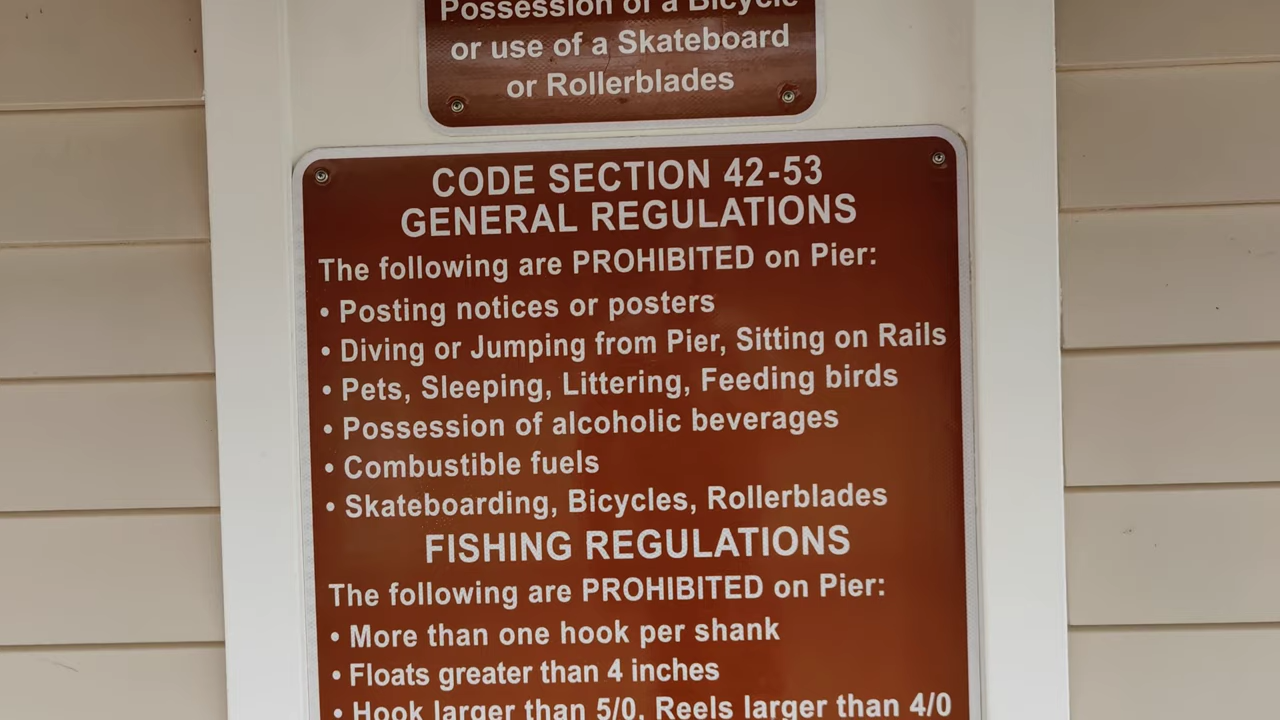 Possession of a Bicycle
or use of a Skateboard
or Rollerblades
CODE SECTION 42-53
GENERAL REGULATIONS
The following are PROHIBITED on Pier:
• Posting notices or posters
• Diving or Jumping from Pier, Sitting on Rails
• Pets, Sleeping, Littering, Feeding birds
• Possession of alcoholic beverages
• Combustible fuels
• Skateboarding, Bicycles, Rollerblades
FISHING REGULATIONS
The following are PROHIBITED on Pier:
• More than one hook per shank
• Floats greater than 4 inches
• Hook larger than 5/0, Reels larger than 4/0